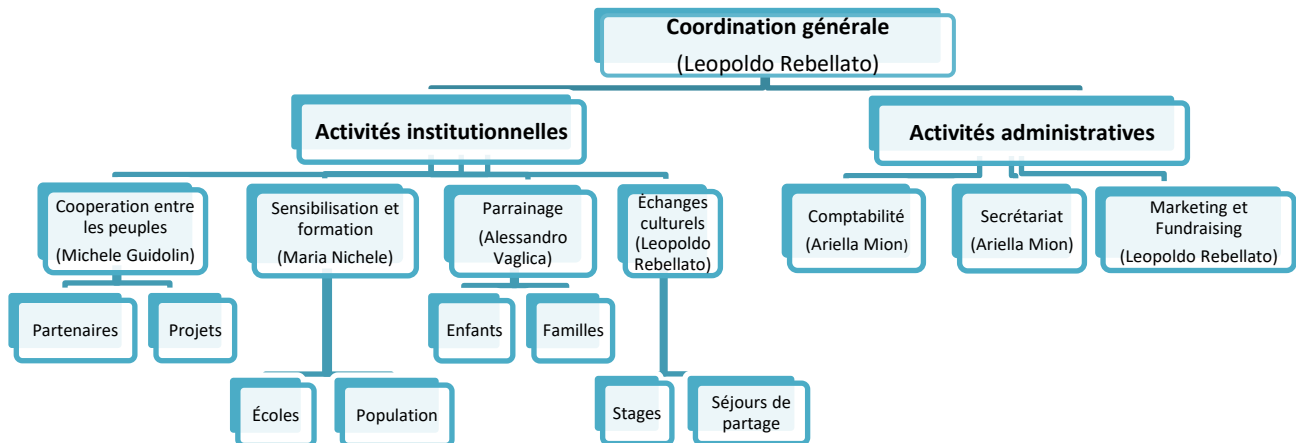 Coordination générale
(Leopoldo Rebellato)
Activités institutionnelles
Activités administratives
Cooperation entre
les peuples
(Michele Guidolin)
Sensibilisation et
formation
(Maria Nichele)
Parrainage
(Alessandro
Vaglica)
Échanges
culturels
(Leopoldo
Rebellato)
Comptabilité
(Ariella Mion)
Secrétariat
(Ariella Mion)
Marketing et
Fundraising
(Leopoldo Rebellato)
Partenaires
Projets
Enfants
Familles
Écoles
Population
Stages
Séjours de
partage